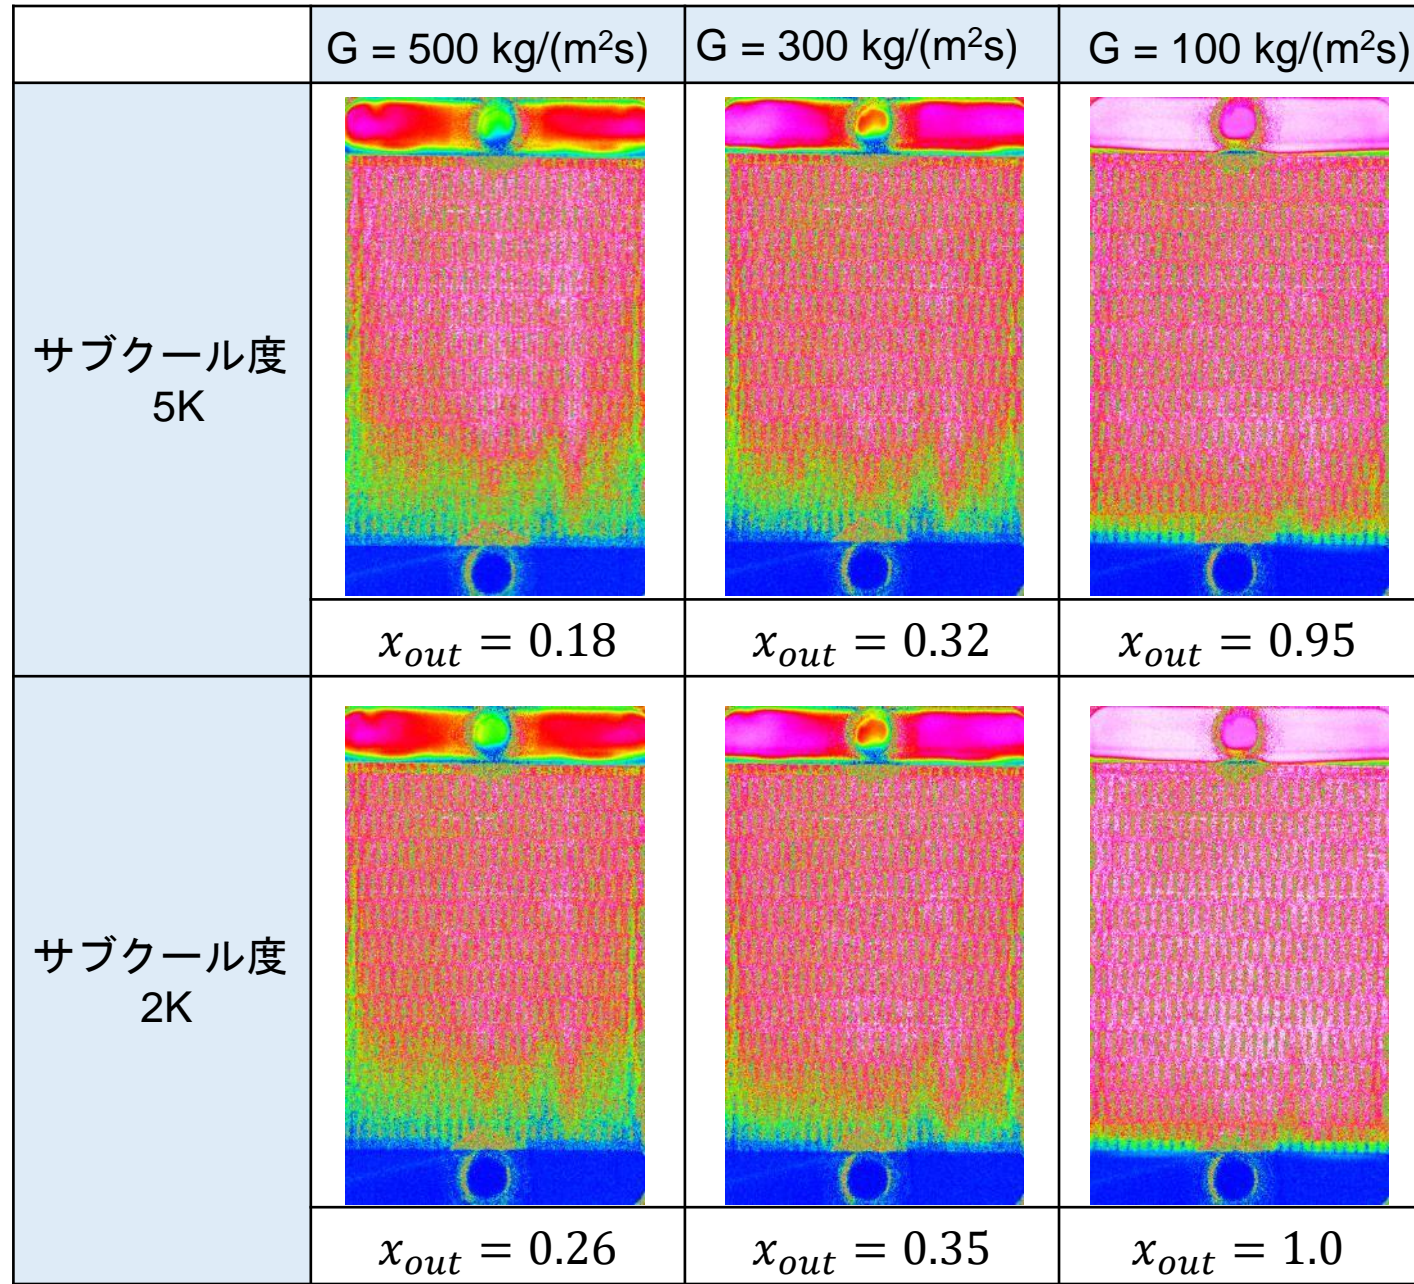 G = 500 kg/(m²s)
G = 300 kg/(m²s)
G = 100 kg/(m²s)
サブクール度
5K
x_out = 0.18
x_out = 0.32
x_out = 0.95
サブクール度
2K
x_out = 0.26
x_out = 0.35
x_out = 1.0